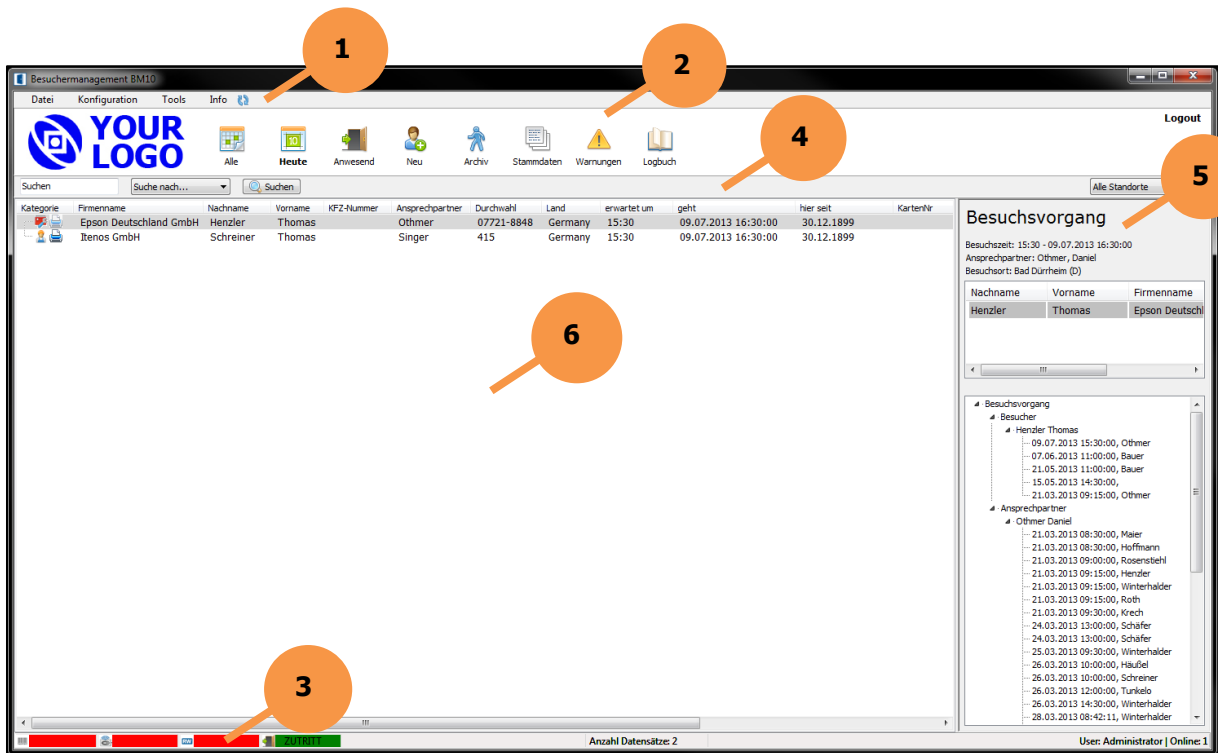 1
2
Besuchermanagement BM10
Datei Konfiguration Tools Info
Logout
YOUR LOGO
Alle Heute Anwesend Neu Archiv Stammdaten Warnungen Logbuch
4
5
Suchen Suche nach... Suchen Alle Standorte
Kategorie Firmenname Nachname Vorname KFZ-Nummer Ansprechpartner Durchwahl Land erwartet um geht hier seit KartenNr
Epson Deutschland GmbH Henzler Thomas Othmer 07721-8848 Germany 15:30 09.07.2013 16:30:00 30.12.1899
Itenos GmbH Schreiner Thomas Singer 415 Germany 15:30 09.07.2013 16:30:00 30.12.1899
6
Besuchsvorgang
Besuchszeit: 15:30 - 09.07.2013 16:30:00
Ansprechpartner: Othmer, Daniel
Besuchsort: Bad Dürrheim (D)
Nachname Vorname Firmenname
Henzler Thomas Epson Deutschl
Besuchsvorgang
Besucher
Henzler Thomas
09.07.2013 15:30:00, Othmer
07.06.2013 11:00:00, Bauer
21.05.2013 11:00:00, Bauer
15.05.2013 14:30:00,
21.03.2013 09:15:00, Othmer
Ansprechpartner
Othmer Daniel
21.03.2013 08:30:00, Maier
21.03.2013 08:30:00, Hoffmann
21.03.2013 09:00:00, Rosenstiehl
21.03.2013 09:15:00, Henzler
21.03.2013 09:15:00, Winterhalder
21.03.2013 09:15:00, Roth
21.03.2013 09:30:00, Krech
24.03.2013 13:00:00, Schäfer
24.03.2013 13:00:00, Schäfer
25.03.2013 09:30:00, Winterhalder
26.03.2013 10:00:00, Häußel
26.03.2013 10:00:00, Schreiner
26.03.2013 12:00:00, Tunkelo
26.03.2013 14:30:00, Winterhalder
28.03.2013 08:42:11, Winterhalder
3
ZUTRITT
Anzahl Datensätze: 2
User: Administrator | Online: 1